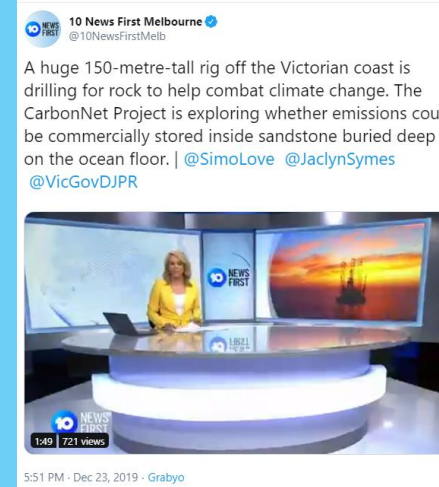 10 News First Melbourne
@10NewsFirstMelb
A huge 150-metre-tall rig off the Victorian coast is
drilling for rock to help combat climate change. The
CarbonNet Project is exploring whether emissions cou
be commercially stored inside sandstone buried deep
on the ocean floor. | @SimoLove @JaclynSymes
@VicGovDJPR
10 NEWS
FIRST
10 NEWS
FIRST
1:49 721 views
5:51 PM · Dec 23, 2019 · Grabyo